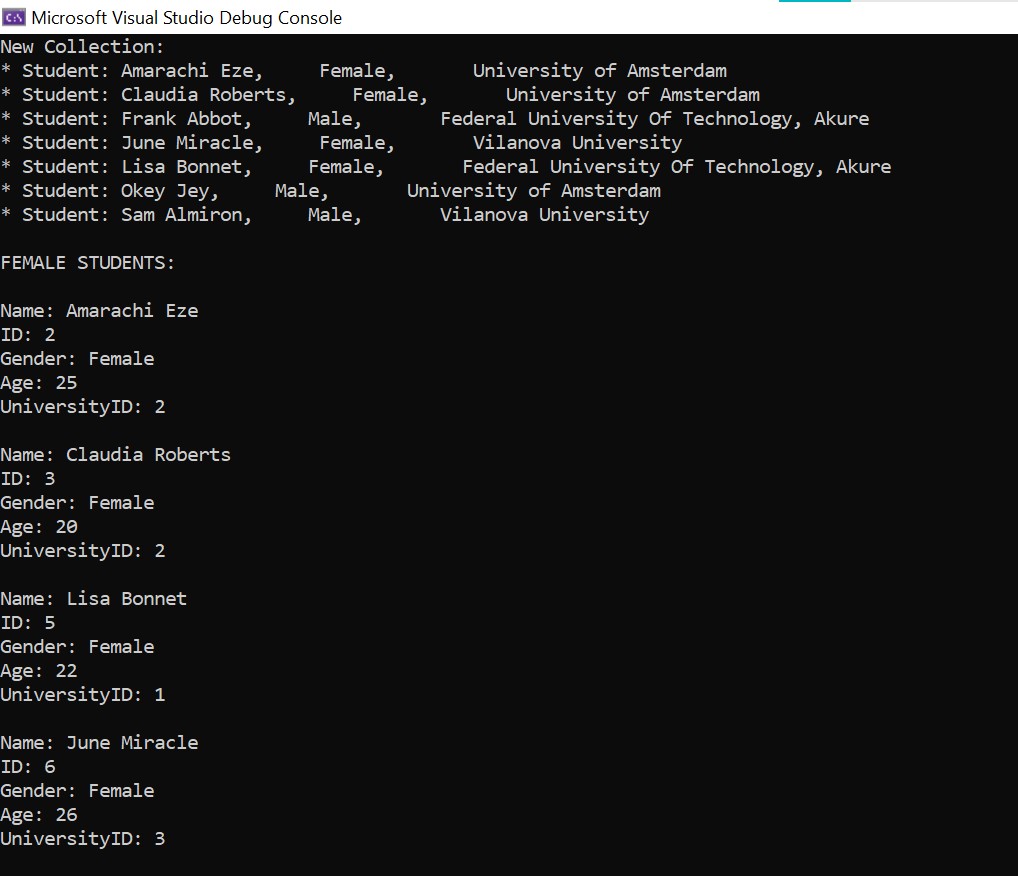 Microsoft Visual Studio Debug Console
New Collection:
* Student: Amarachi Eze,     Female,       University of Amsterdam
* Student: Claudia Roberts,     Female,       University of Amsterdam
* Student: Frank Abbot,     Male,       Federal University Of Technology, Akure
* Student: June Miracle,     Female,       Vilanova University
* Student: Lisa Bonnet,     Female,       Federal University Of Technology, Akure
* Student: Okey Jey,     Male,       University of Amsterdam
* Student: Sam Almiron,     Male,       Vilanova University
FEMALE STUDENTS:
Name: Amarachi Eze
ID: 2
Gender: Female
Age: 25
UniversityID: 2
Name: Claudia Roberts
ID: 3
Gender: Female
Age: 20
UniversityID: 2
Name: Lisa Bonnet
ID: 5
Gender: Female
Age: 22
UniversityID: 1
Name: June Miracle
ID: 6
Gender: Female
Age: 26
UniversityID: 3